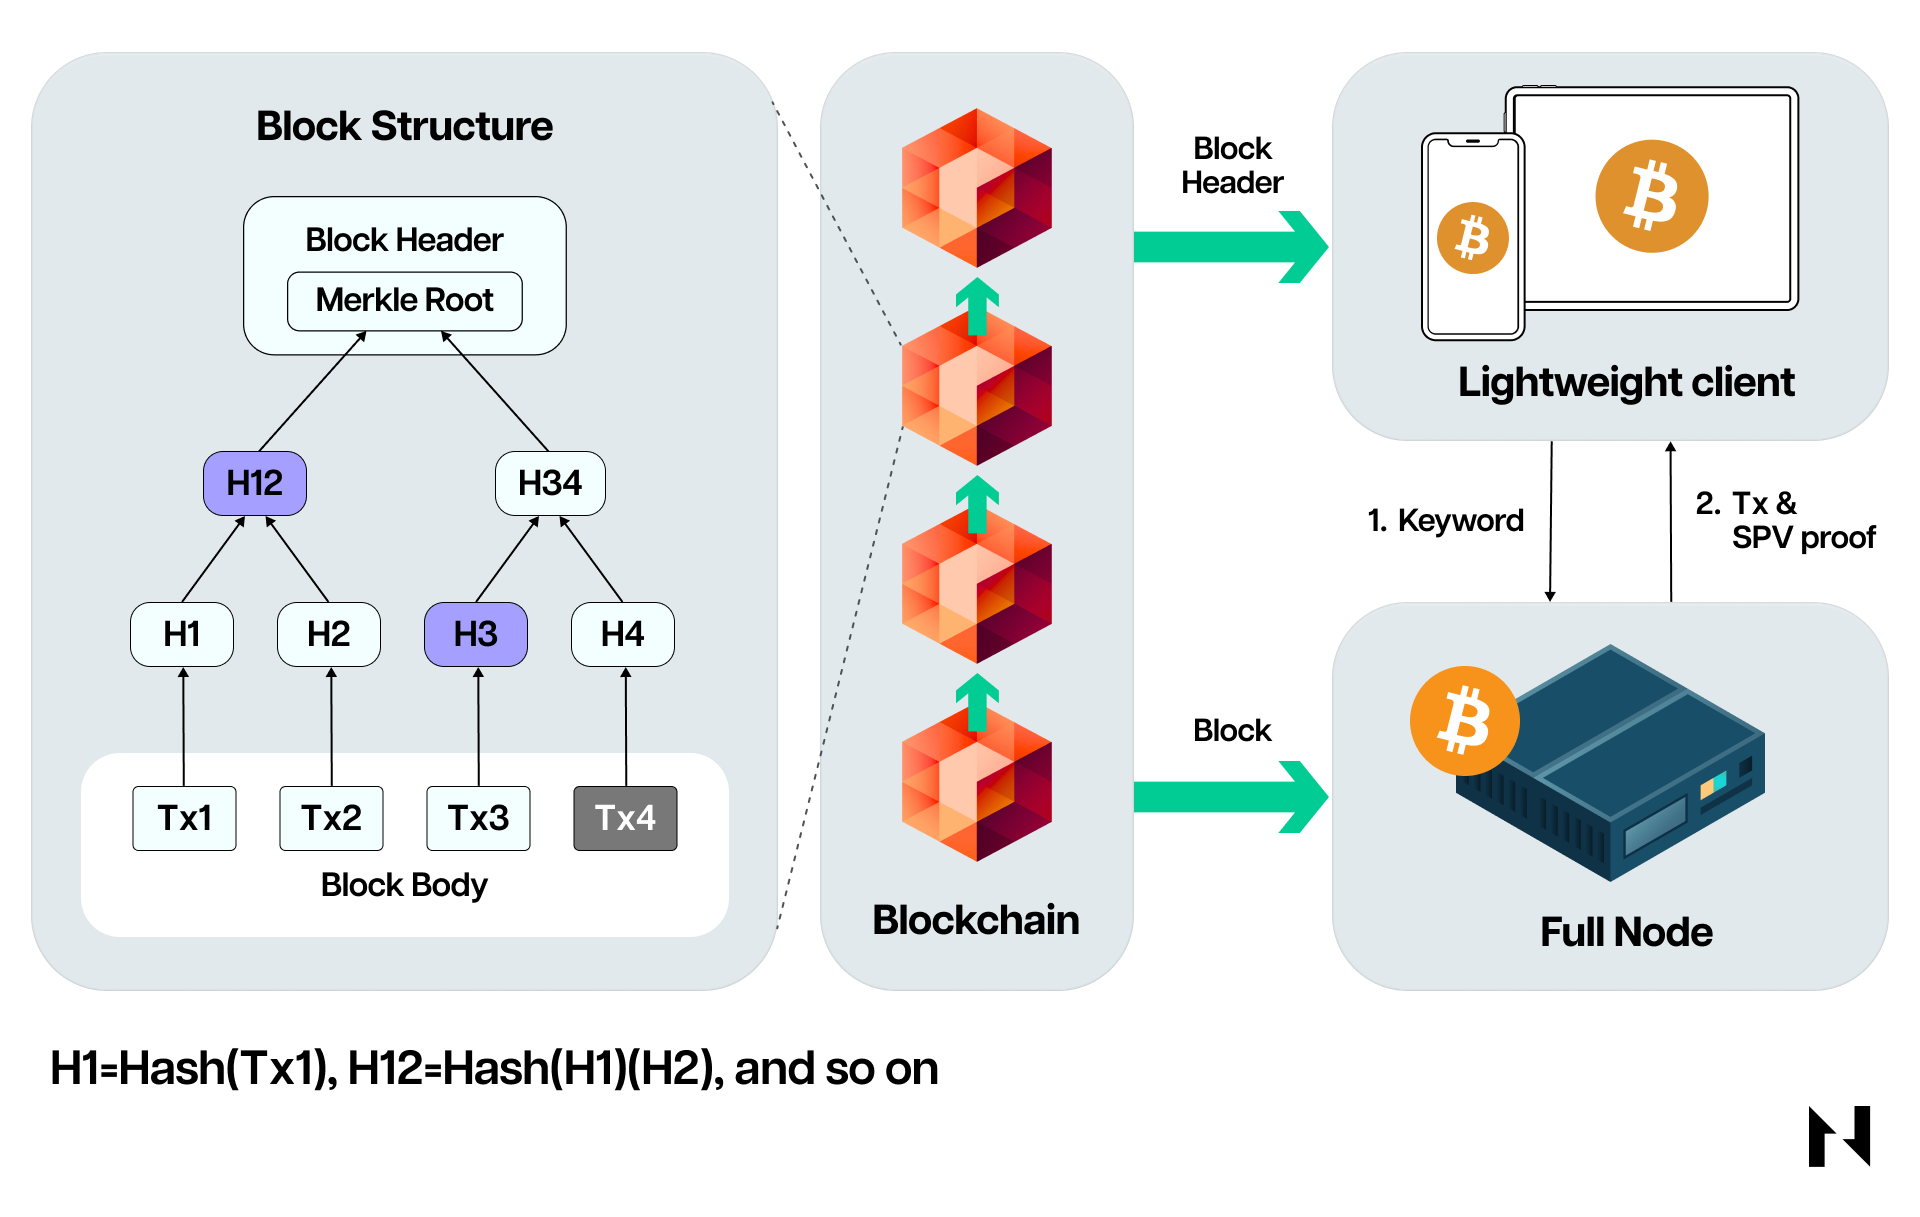 Block Structure
Block Header
Merkle Root
H12
H34
H1
H2
H3
H4
Tx1
Tx2
Tx3
Tx4
Block Body
Blockchain
Block
Header
Lightweight client
1. Keyword
2. Tx &
SPV proof
Block
Full Node
H1=Hash(Tx1), H12=Hash(H1)(H2), and so on